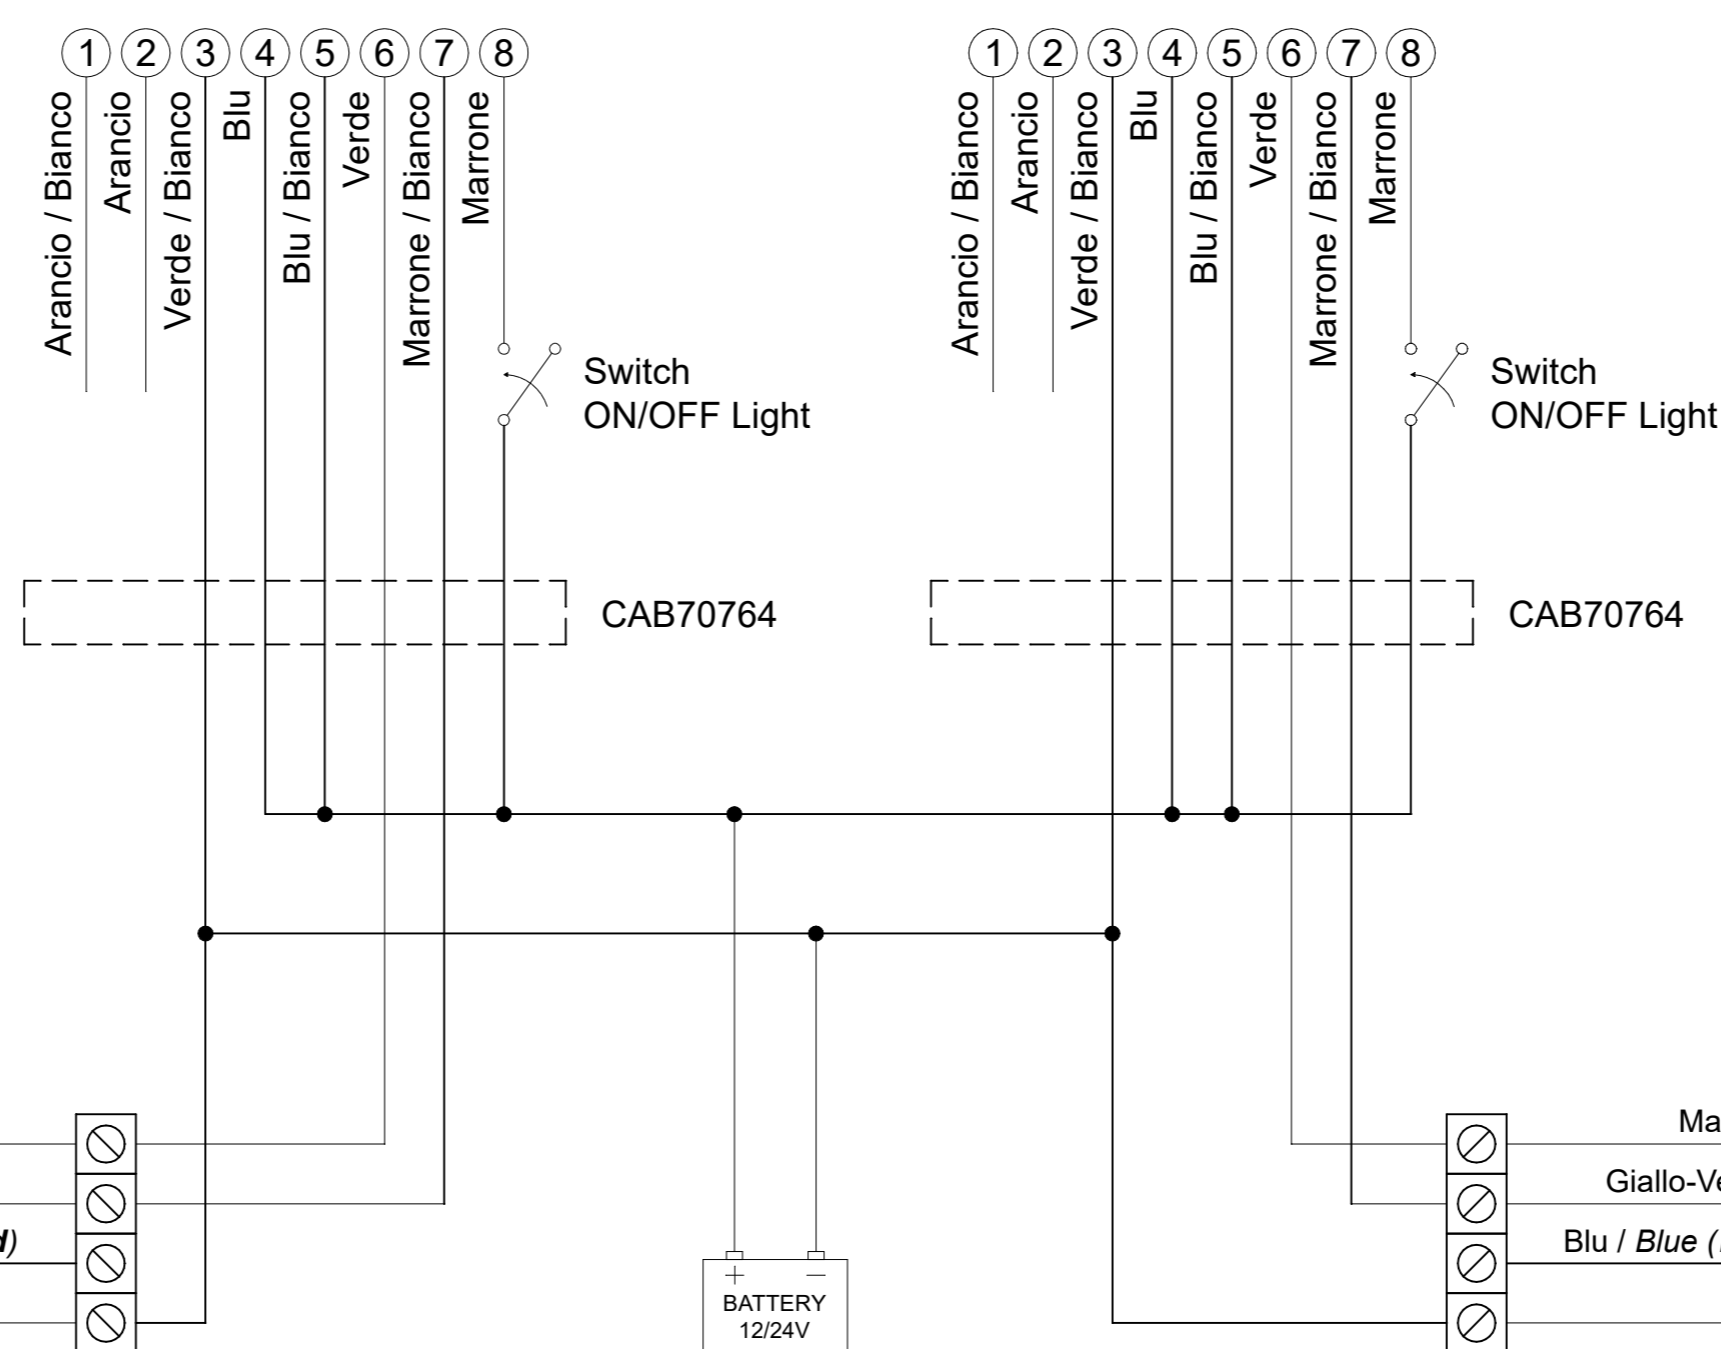 1 2 3 4 5 6 7 8
Arancio / Bianco
Arancio
Verde / Bianco
Blu
Blu / Bianco
Verde
Marrone / Bianco
Marrone
Switch
ON/OFF Light
CAB70764
1 2 3 4 5 6 7 8
Arancio / Bianco
Arancio
Verde / Bianco
Blu
Blu / Bianco
Verde
Marrone / Bianco
Marrone
Switch
ON/OFF Light
CAB70764
+ −
BATTERY
12/24V
Blu / Blue (